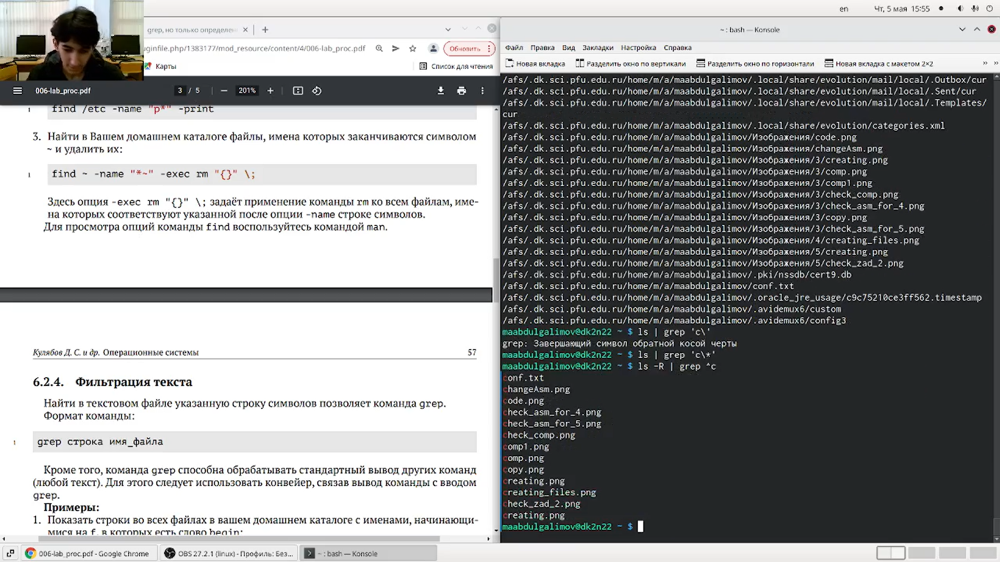 en
Чт, 5 мая 15:55
grep, но только определен
uginfile.php/1383177/mod_resource/content/4/006-lab_proc.pdf
Обновить
Карты
Список для чтения
006-lab_proc.pdf
3 / 5
201%
1 find /etc -name "p*" -print
3. Найти в Вашем домашнем каталоге файлы, имена которых заканчиваются символом
~ и удалить их:
1 find ~ -name "*~" -exec rm "{}" \;
Здесь опция -exec rm "{}" \; задаёт применение команды rm ко всем файлам, име-
на которых соответствуют указанной после опции -name строке символов.
Для просмотра опций команды find воспользуйтесь командой man.
Кулябов Д. С. и др. Операционные системы 57
6.2.4. Фильтрация текста
Найти в текстовом файле указанную строку символов позволяет команда grep.
Формат команды:
1 grep строка имя_файла
Кроме того, команда grep способна обрабатывать стандартный вывод других команд
(любой текст). Для этого следует использовать конвейер, связав вывод команды с вводом
grep.
Примеры:
1. Показать строки во всех файлах в вашем домашнем каталоге с именами, начинающи-
мися на f, в которых есть слово begin:
~ : bash — Konsole
Файл Правка Вид Закладки Настройка Справка
Новая вкладка Разделить окно по вертикали Разделить окно по горизонтали Новая вкладка с макетом 2×2
/afs/.dk.sci.pfu.edu.ru/home/m/a/maabdulgalimov/.local/share/evolution/mail/local/.Outbox/cur
/afs/.dk.sci.pfu.edu.ru/home/m/a/maabdulgalimov/.local/share/evolution/mail/local/.Sent/cur
/afs/.dk.sci.pfu.edu.ru/home/m/a/maabdulgalimov/.local/share/evolution/mail/local/.Templates/
cur
/afs/.dk.sci.pfu.edu.ru/home/m/a/maabdulgalimov/.local/share/evolution/categories.xml
/afs/.dk.sci.pfu.edu.ru/home/m/a/maabdulgalimov/Изображения/code.png
/afs/.dk.sci.pfu.edu.ru/home/m/a/maabdulgalimov/Изображения/changeAsm.png
/afs/.dk.sci.pfu.edu.ru/home/m/a/maabdulgalimov/Изображения/3/creating.png
/afs/.dk.sci.pfu.edu.ru/home/m/a/maabdulgalimov/Изображения/3/comp.png
/afs/.dk.sci.pfu.edu.ru/home/m/a/maabdulgalimov/Изображения/3/comp1.png
/afs/.dk.sci.pfu.edu.ru/home/m/a/maabdulgalimov/Изображения/3/check_comp.png
/afs/.dk.sci.pfu.edu.ru/home/m/a/maabdulgalimov/Изображения/3/check_asm_for_4.png
/afs/.dk.sci.pfu.edu.ru/home/m/a/maabdulgalimov/Изображения/3/copy.png
/afs/.dk.sci.pfu.edu.ru/home/m/a/maabdulgalimov/Изображения/3/check_asm_for_5.png
/afs/.dk.sci.pfu.edu.ru/home/m/a/maabdulgalimov/Изображения/4/creating_files.png
/afs/.dk.sci.pfu.edu.ru/home/m/a/maabdulgalimov/Изображения/5/creating.png
/afs/.dk.sci.pfu.edu.ru/home/m/a/maabdulgalimov/Изображения/5/check_zad_2.png
/afs/.dk.sci.pfu.edu.ru/home/m/a/maabdulgalimov/.pki/nssdb/cert9.db
/afs/.dk.sci.pfu.edu.ru/home/m/a/maabdulgalimov/conf.txt
/afs/.dk.sci.pfu.edu.ru/home/m/a/maabdulgalimov/.oracle_jre_usage/c9c75210ce3ff562.timestamp
/afs/.dk.sci.pfu.edu.ru/home/m/a/maabdulgalimov/.avidemux6/custom
/afs/.dk.sci.pfu.edu.ru/home/m/a/maabdulgalimov/.avidemux6/config3
maabdulgalimov@dk2n22 ~ $ ls | grep 'c\'
grep: Завершающий символ обратной косой черты
maabdulgalimov@dk2n22 ~ $ ls | grep 'c\*'
maabdulgalimov@dk2n22 ~ $ ls -R | grep ^c
conf.txt
changeAsm.png
code.png
check_asm_for_4.png
check_asm_for_5.png
check_comp.png
comp1.png
comp.png
copy.png
creating.png
creating_files.png
check_zad_2.png
creating.png
maabdulgalimov@dk2n22 ~ $
006-lab_proc.pdf - Google Chrome
OBS 27.2.1 (linux) - Профиль: Без...
~ : bash — Konsole